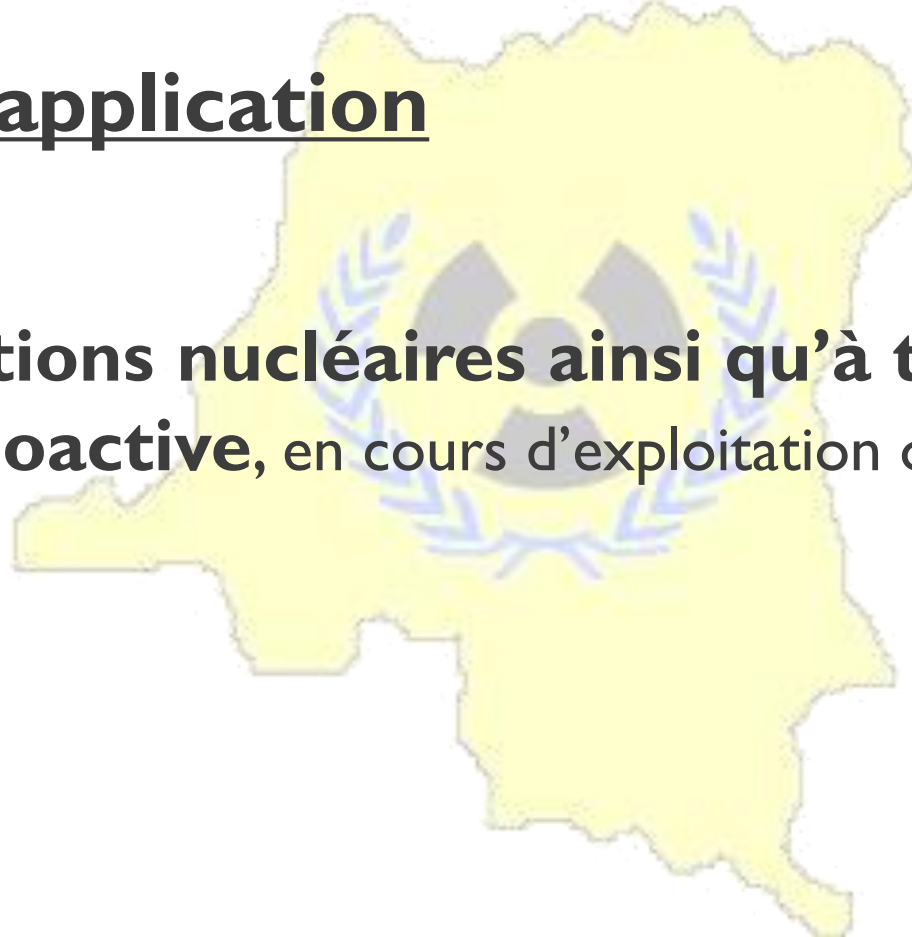 application
tions nucléaires ainsi qu’à t
oactive, en cours d’exploitation